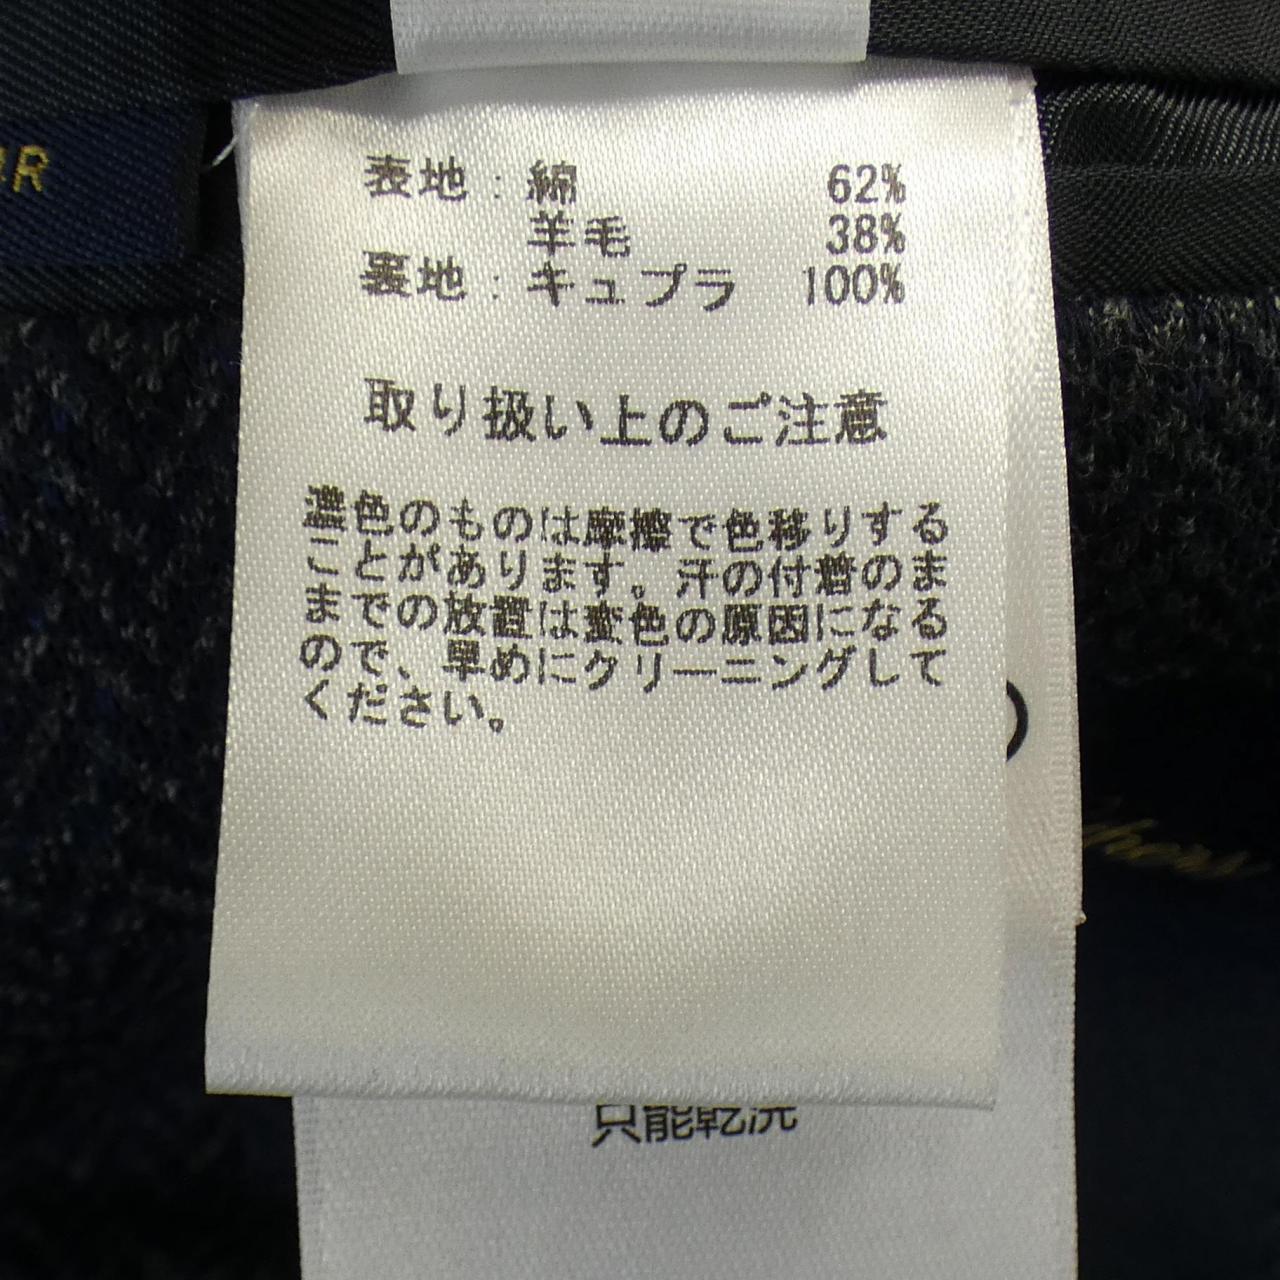 表地：綿 62%
羊毛 38%
裏地：キュプラ 100%
取り扱い上のご注意
濃色のものは摩擦で色移りする
ことがあります。汗の付着のま
までの放置は変色の原因になる
ので、早めにクリーニングして
ください。
只能乾洗